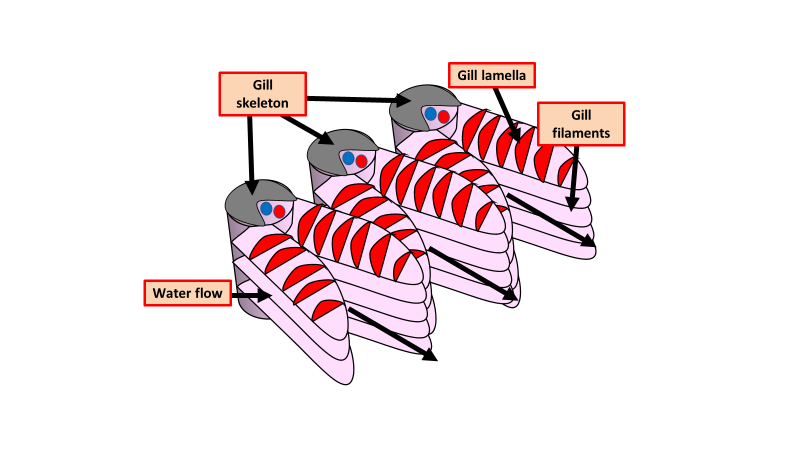 Gill lamella
Gill
skeleton
Gill
filaments
Water flow